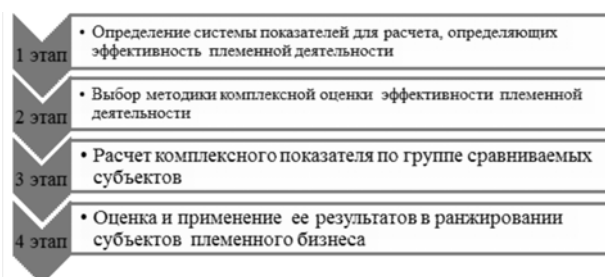 • Определение системы показателей для расчета, определяющих
эффективность племенной деятельности
1 этап
• Выбор методики комплексной оценки эффективности племенной
деятельности
2 этап
• Расчет комплексного показателя по группе сравниваемых
субъектов
3 этап
• Оценка и применение ее результатов в ранжировании
субъектов племенного бизнеса
4 этап